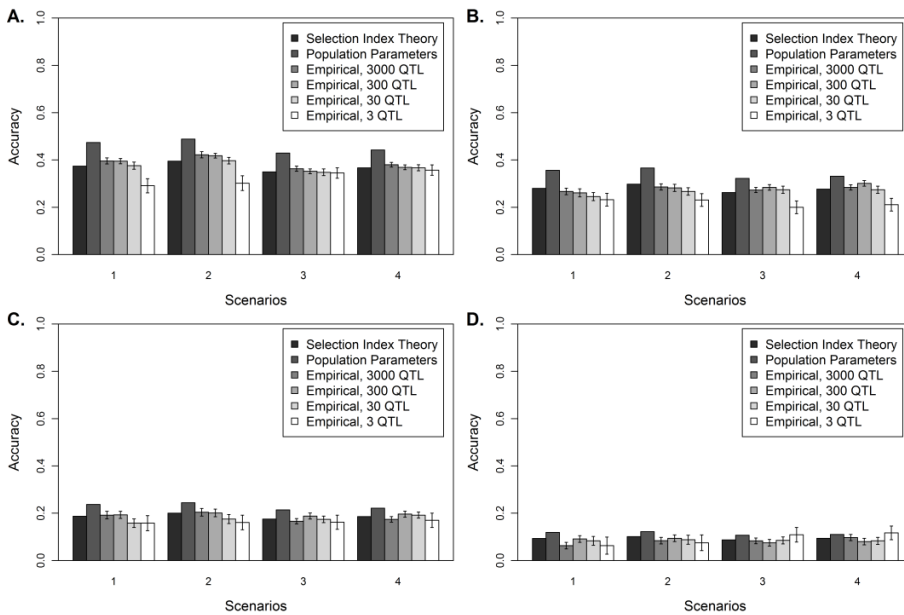 A.
1.0
0.8
0.6
0.4
0.2
0.0
Accuracy
Selection Index Theory
Population Parameters
Empirical, 3000 QTL
Empirical, 300 QTL
Empirical, 30 QTL
Empirical, 3 QTL
1 2 3 4
Scenarios
B.
1.0
0.8
0.6
0.4
0.2
0.0
Accuracy
Selection Index Theory
Population Parameters
Empirical, 3000 QTL
Empirical, 300 QTL
Empirical, 30 QTL
Empirical, 3 QTL
1 2 3 4
Scenarios
C.
1.0
0.8
0.6
0.4
0.2
0.0
Accuracy
Selection Index Theory
Population Parameters
Empirical, 3000 QTL
Empirical, 300 QTL
Empirical, 30 QTL
Empirical, 3 QTL
1 2 3 4
Scenarios
D.
1.0
0.8
0.6
0.4
0.2
0.0
Accuracy
Selection Index Theory
Population Parameters
Empirical, 3000 QTL
Empirical, 300 QTL
Empirical, 30 QTL
Empirical, 3 QTL
1 2 3 4
Scenarios